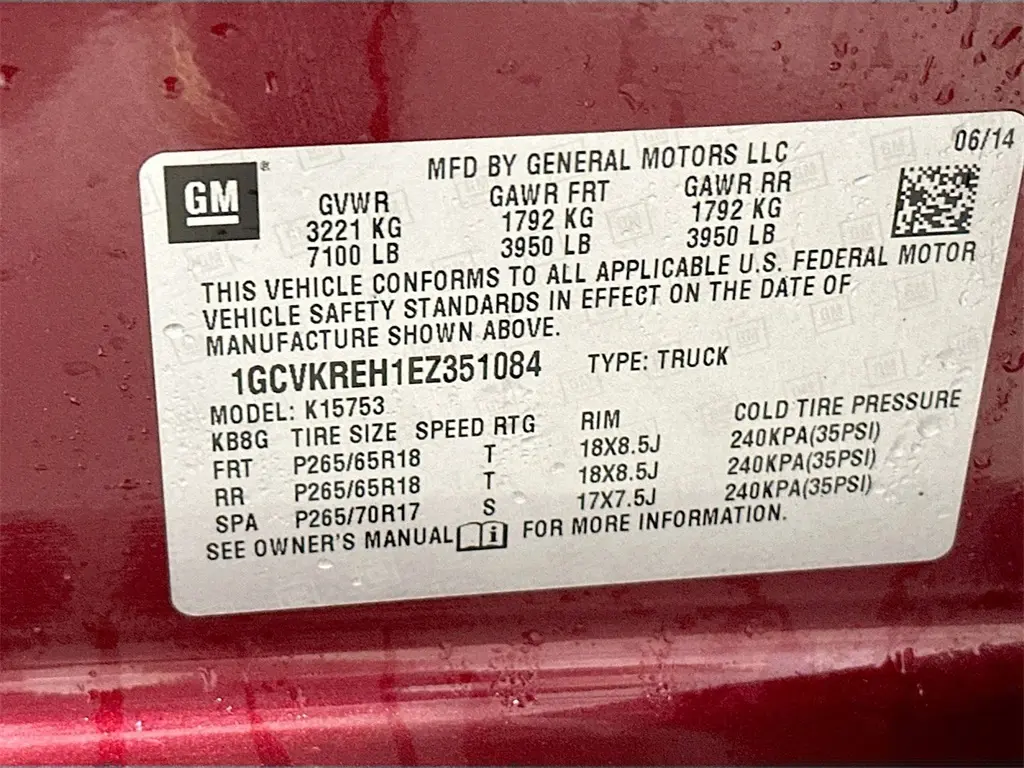 06/14
GM
MFD BY GENERAL MOTORS LLC
GVWR GAWR FRT GAWR RR
3221 KG 1792 KG 1792 KG
7100 LB 3950 LB 3950 LB
THIS VEHICLE CONFORMS TO ALL APPLICABLE U.S. FEDERAL MOTOR
VEHICLE SAFETY STANDARDS IN EFFECT ON THE DATE OF
MANUFACTURE SHOWN ABOVE.
1GCVKREH1EZ351084 TYPE: TRUCK
MODEL: K15753
KB8G TIRE SIZE SPEED RTG RIM COLD TIRE PRESSURE
FRT P265/65R18 T 18X8.5J 240KPA(35PSI)
RR P265/65R18 T 18X8.5J 240KPA(35PSI)
SPA P265/70R17 S 17X7.5J 240KPA(35PSI)
SEE OWNER'S MANUAL i FOR MORE INFORMATION.